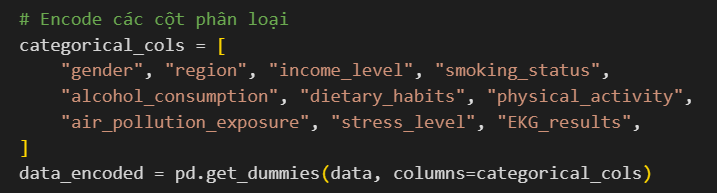 # Encode các cột phân loại
categorical_cols = [
    "gender", "region", "income_level", "smoking_status",
    "alcohol_consumption", "dietary_habits", "physical_activity",
    "air_pollution_exposure", "stress_level", "EKG_results",
]
data_encoded = pd.get_dummies(data, columns=categorical_cols)